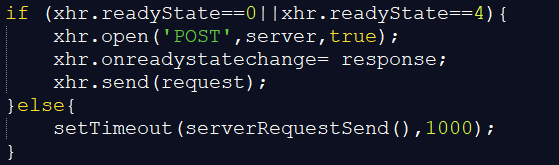 if (xhr.readyState==0||xhr.readyState==4){
    xhr.open('POST',server,true);
    xhr.onreadystatechange= response;
    xhr.send(request);
}else{
    setTimeout(serverRequestSend(),1000);
}